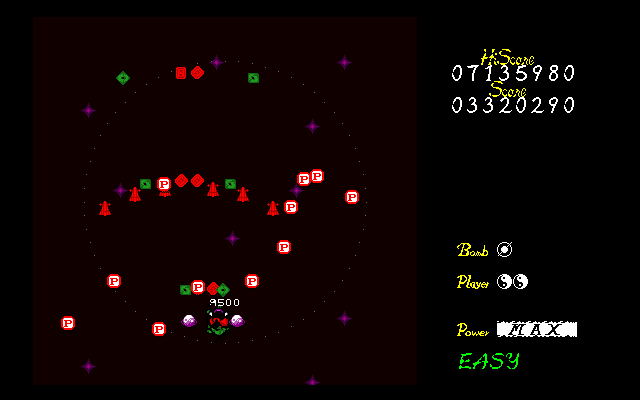 HiScore
07135980
Score
03320290
P
P P
P
P
P
P P
P
P
9500
P
P
Bomb
Player
Power MAX
EASY